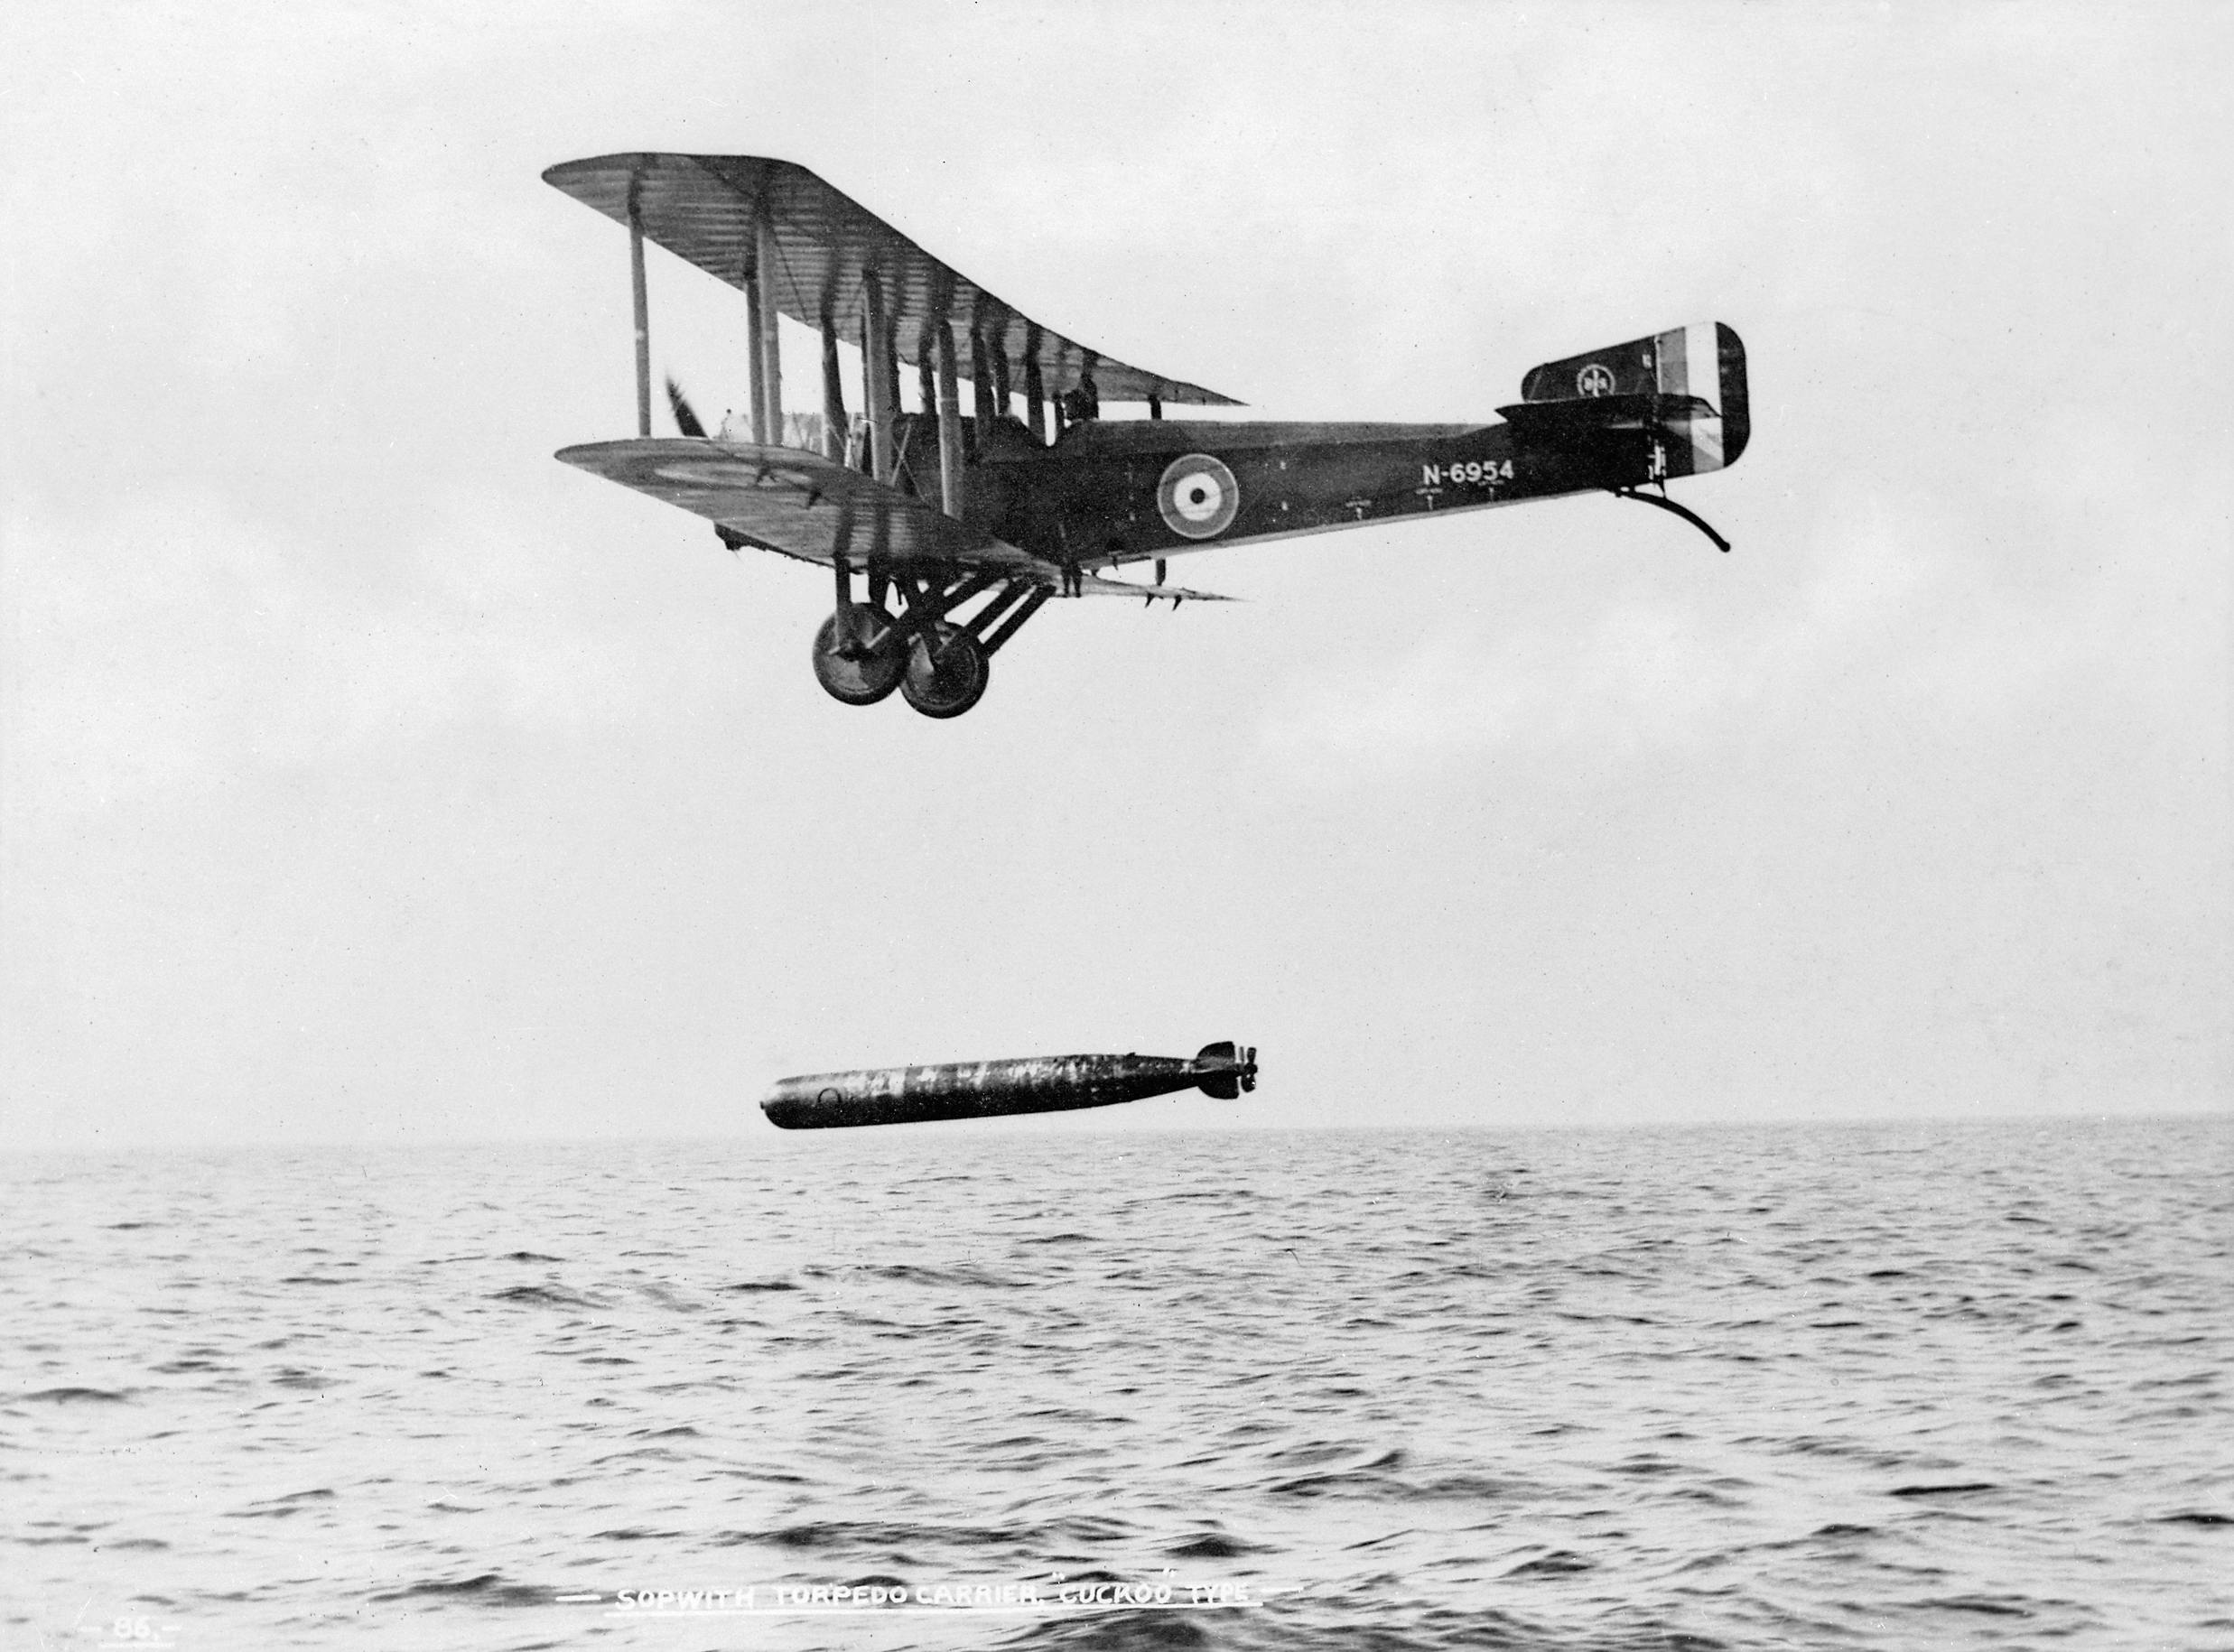 N-6954
— SOPWITH TORPEDO CARRIER. "CUCKOO" TYPE —
- 86. -